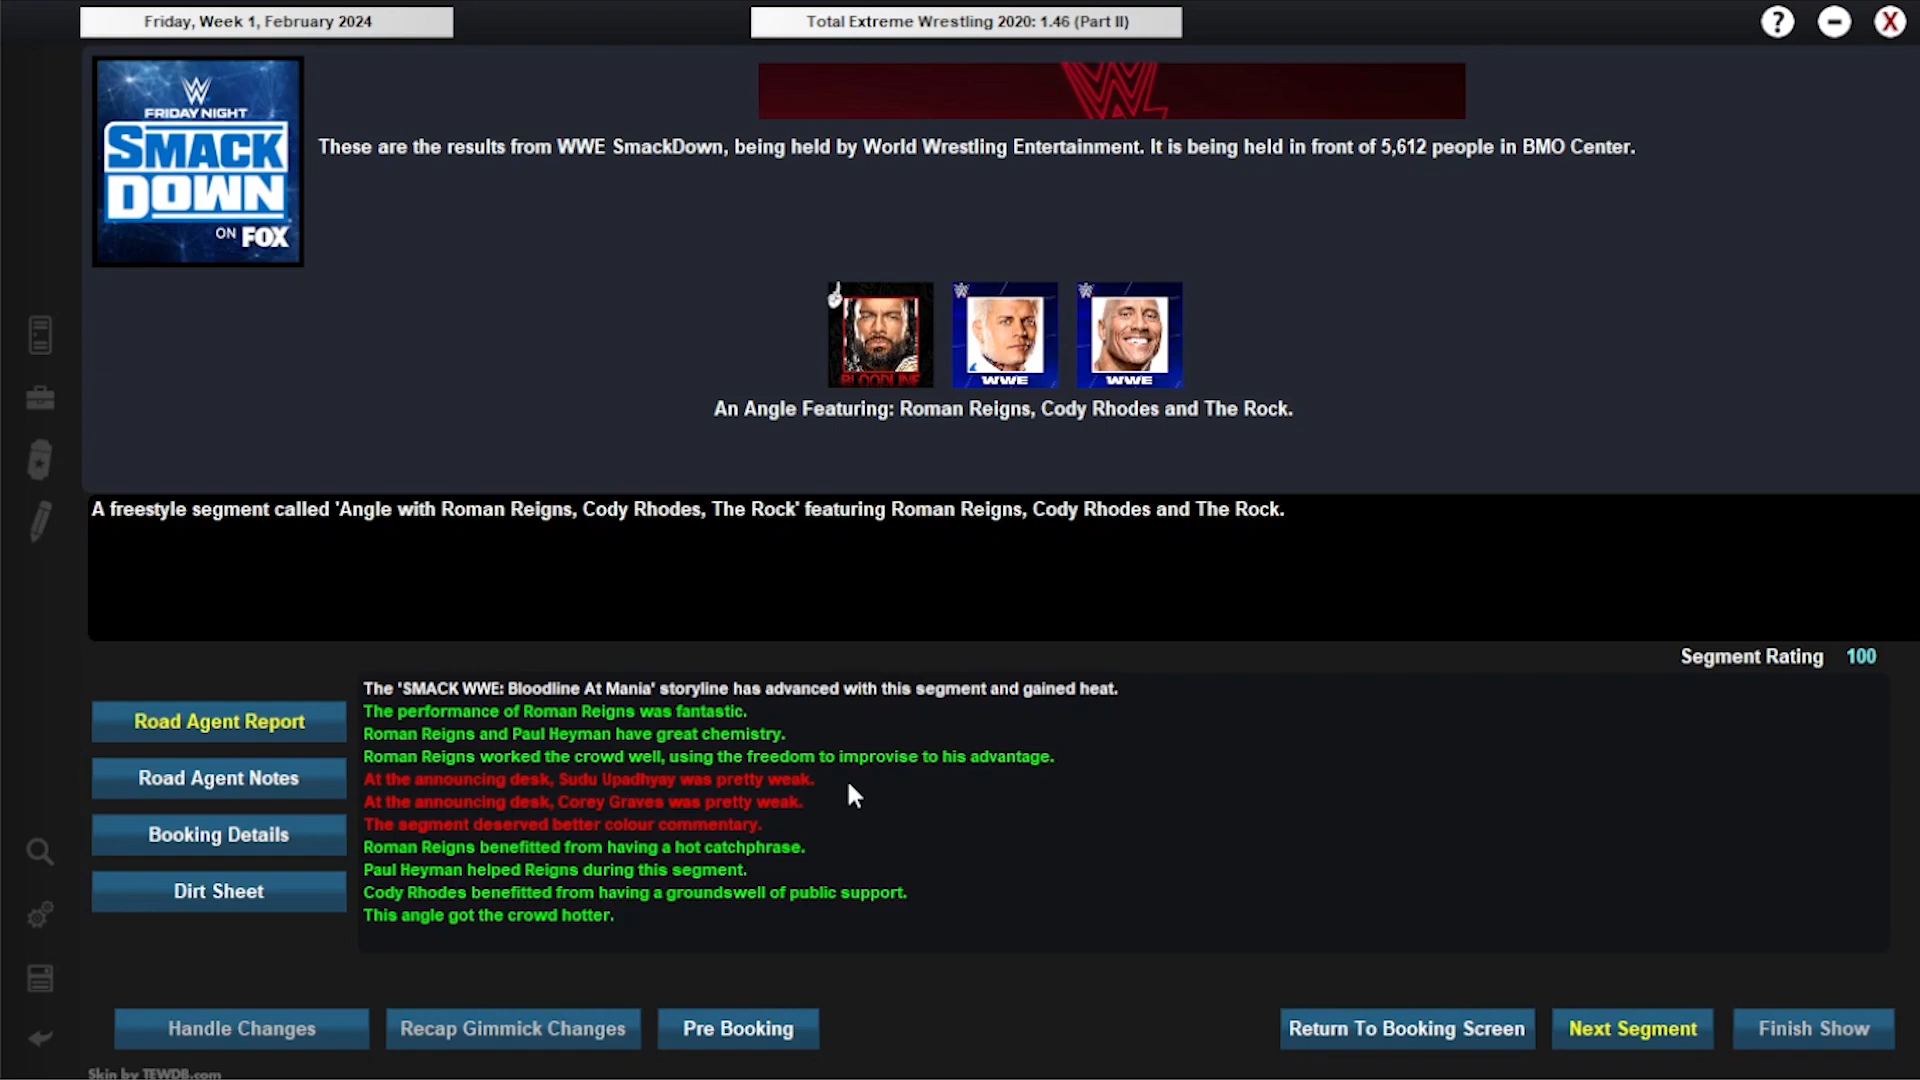 Friday, Week 1, February 2024
Total Extreme Wrestling 2020: 1.46 (Part II)
?
X
FRIDAY NIGHT
SMACK
DOWN
ON FOX
These are the results from WWE SmackDown, being held by World Wrestling Entertainment. It is being held in front of 5,612 people in BMO Center.
BLOODLINE
WWE
WWE
An Angle Featuring: Roman Reigns, Cody Rhodes and The Rock.
A freestyle segment called 'Angle with Roman Reigns, Cody Rhodes, The Rock' featuring Roman Reigns, Cody Rhodes and The Rock.
Segment Rating 100
The 'SMACK WWE: Bloodline At Mania' storyline has advanced with this segment and gained heat.
The performance of Roman Reigns was fantastic.
Roman Reigns and Paul Heyman have great chemistry.
Roman Reigns worked the crowd well, using the freedom to improvise to his advantage.
At the announcing desk, Sudu Upadhyay was pretty weak.
At the announcing desk, Corey Graves was pretty weak.
The segment deserved better colour commentary.
Roman Reigns benefitted from having a hot catchphrase.
Paul Heyman helped Reigns during this segment.
Cody Rhodes benefitted from having a groundswell of public support.
This angle got the crowd hotter.
Road Agent Report
Road Agent Notes
Booking Details
Dirt Sheet
Handle Changes
Recap Gimmick Changes
Pre Booking
Return To Booking Screen
Next Segment
Finish Show
Skin by TEWDB.com